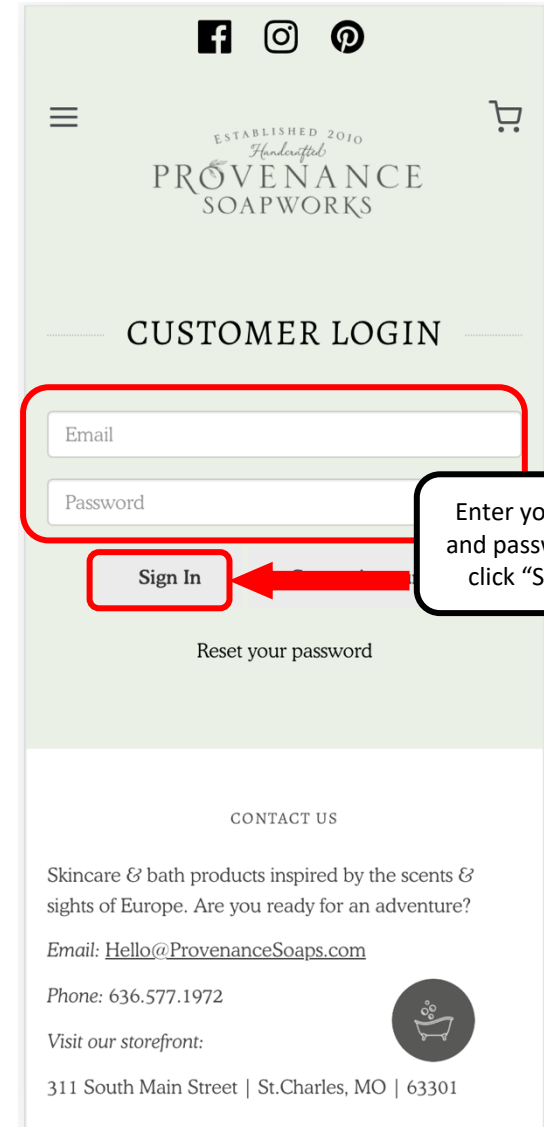 ESTABLISHED 2010
Handcrafted
PROVENANCE
SOAPWORKS
CUSTOMER LOGIN
Email
Password
Enter yo
and passw
click “S
Sign In
Reset your password
CONTACT US
Skincare & bath products inspired by the scents &
sights of Europe. Are you ready for an adventure?
Email: Hello@ProvenanceSoaps.com
Phone: 636.577.1972
Visit our storefront:
311 South Main Street | St.Charles, MO | 63301